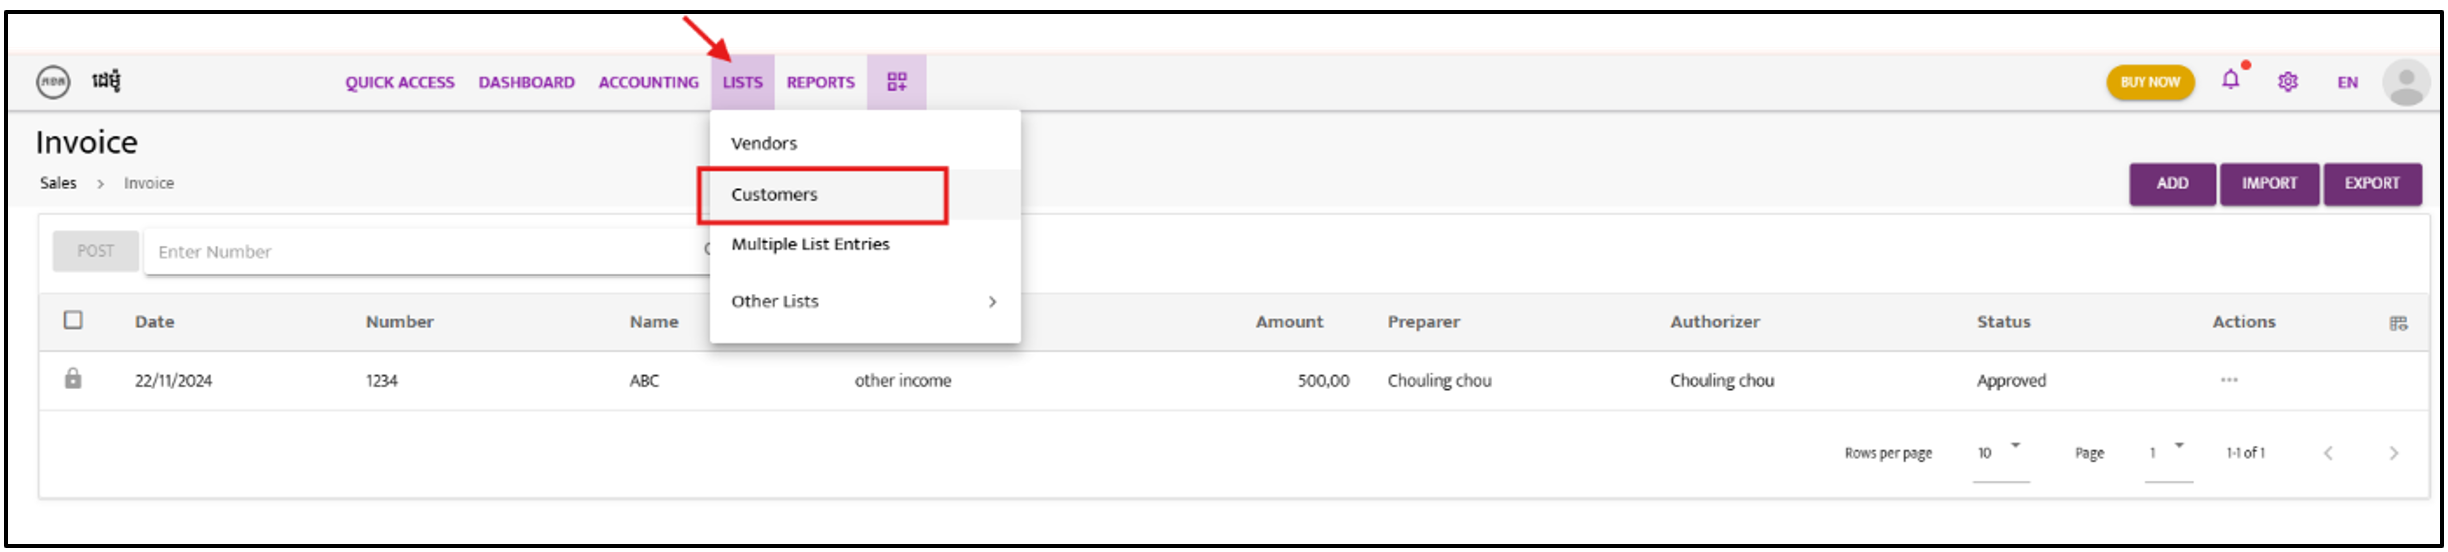 ដេម៉ូ QUICK ACCESS DASHBOARD ACCOUNTING LISTS REPORTS BUY NOW EN
Invoice
Sales > Invoice
ADD IMPORT EXPORT
Vendors
Customers
Multiple List Entries
Other Lists
POST Enter Number
Date Number Name Amount Preparer Authorizer Status Actions
22/11/2024 1234 ABC other income 500,00 Chouling chou Chouling chou Approved ...
Rows per page 10 Page 1 1-1 of 1